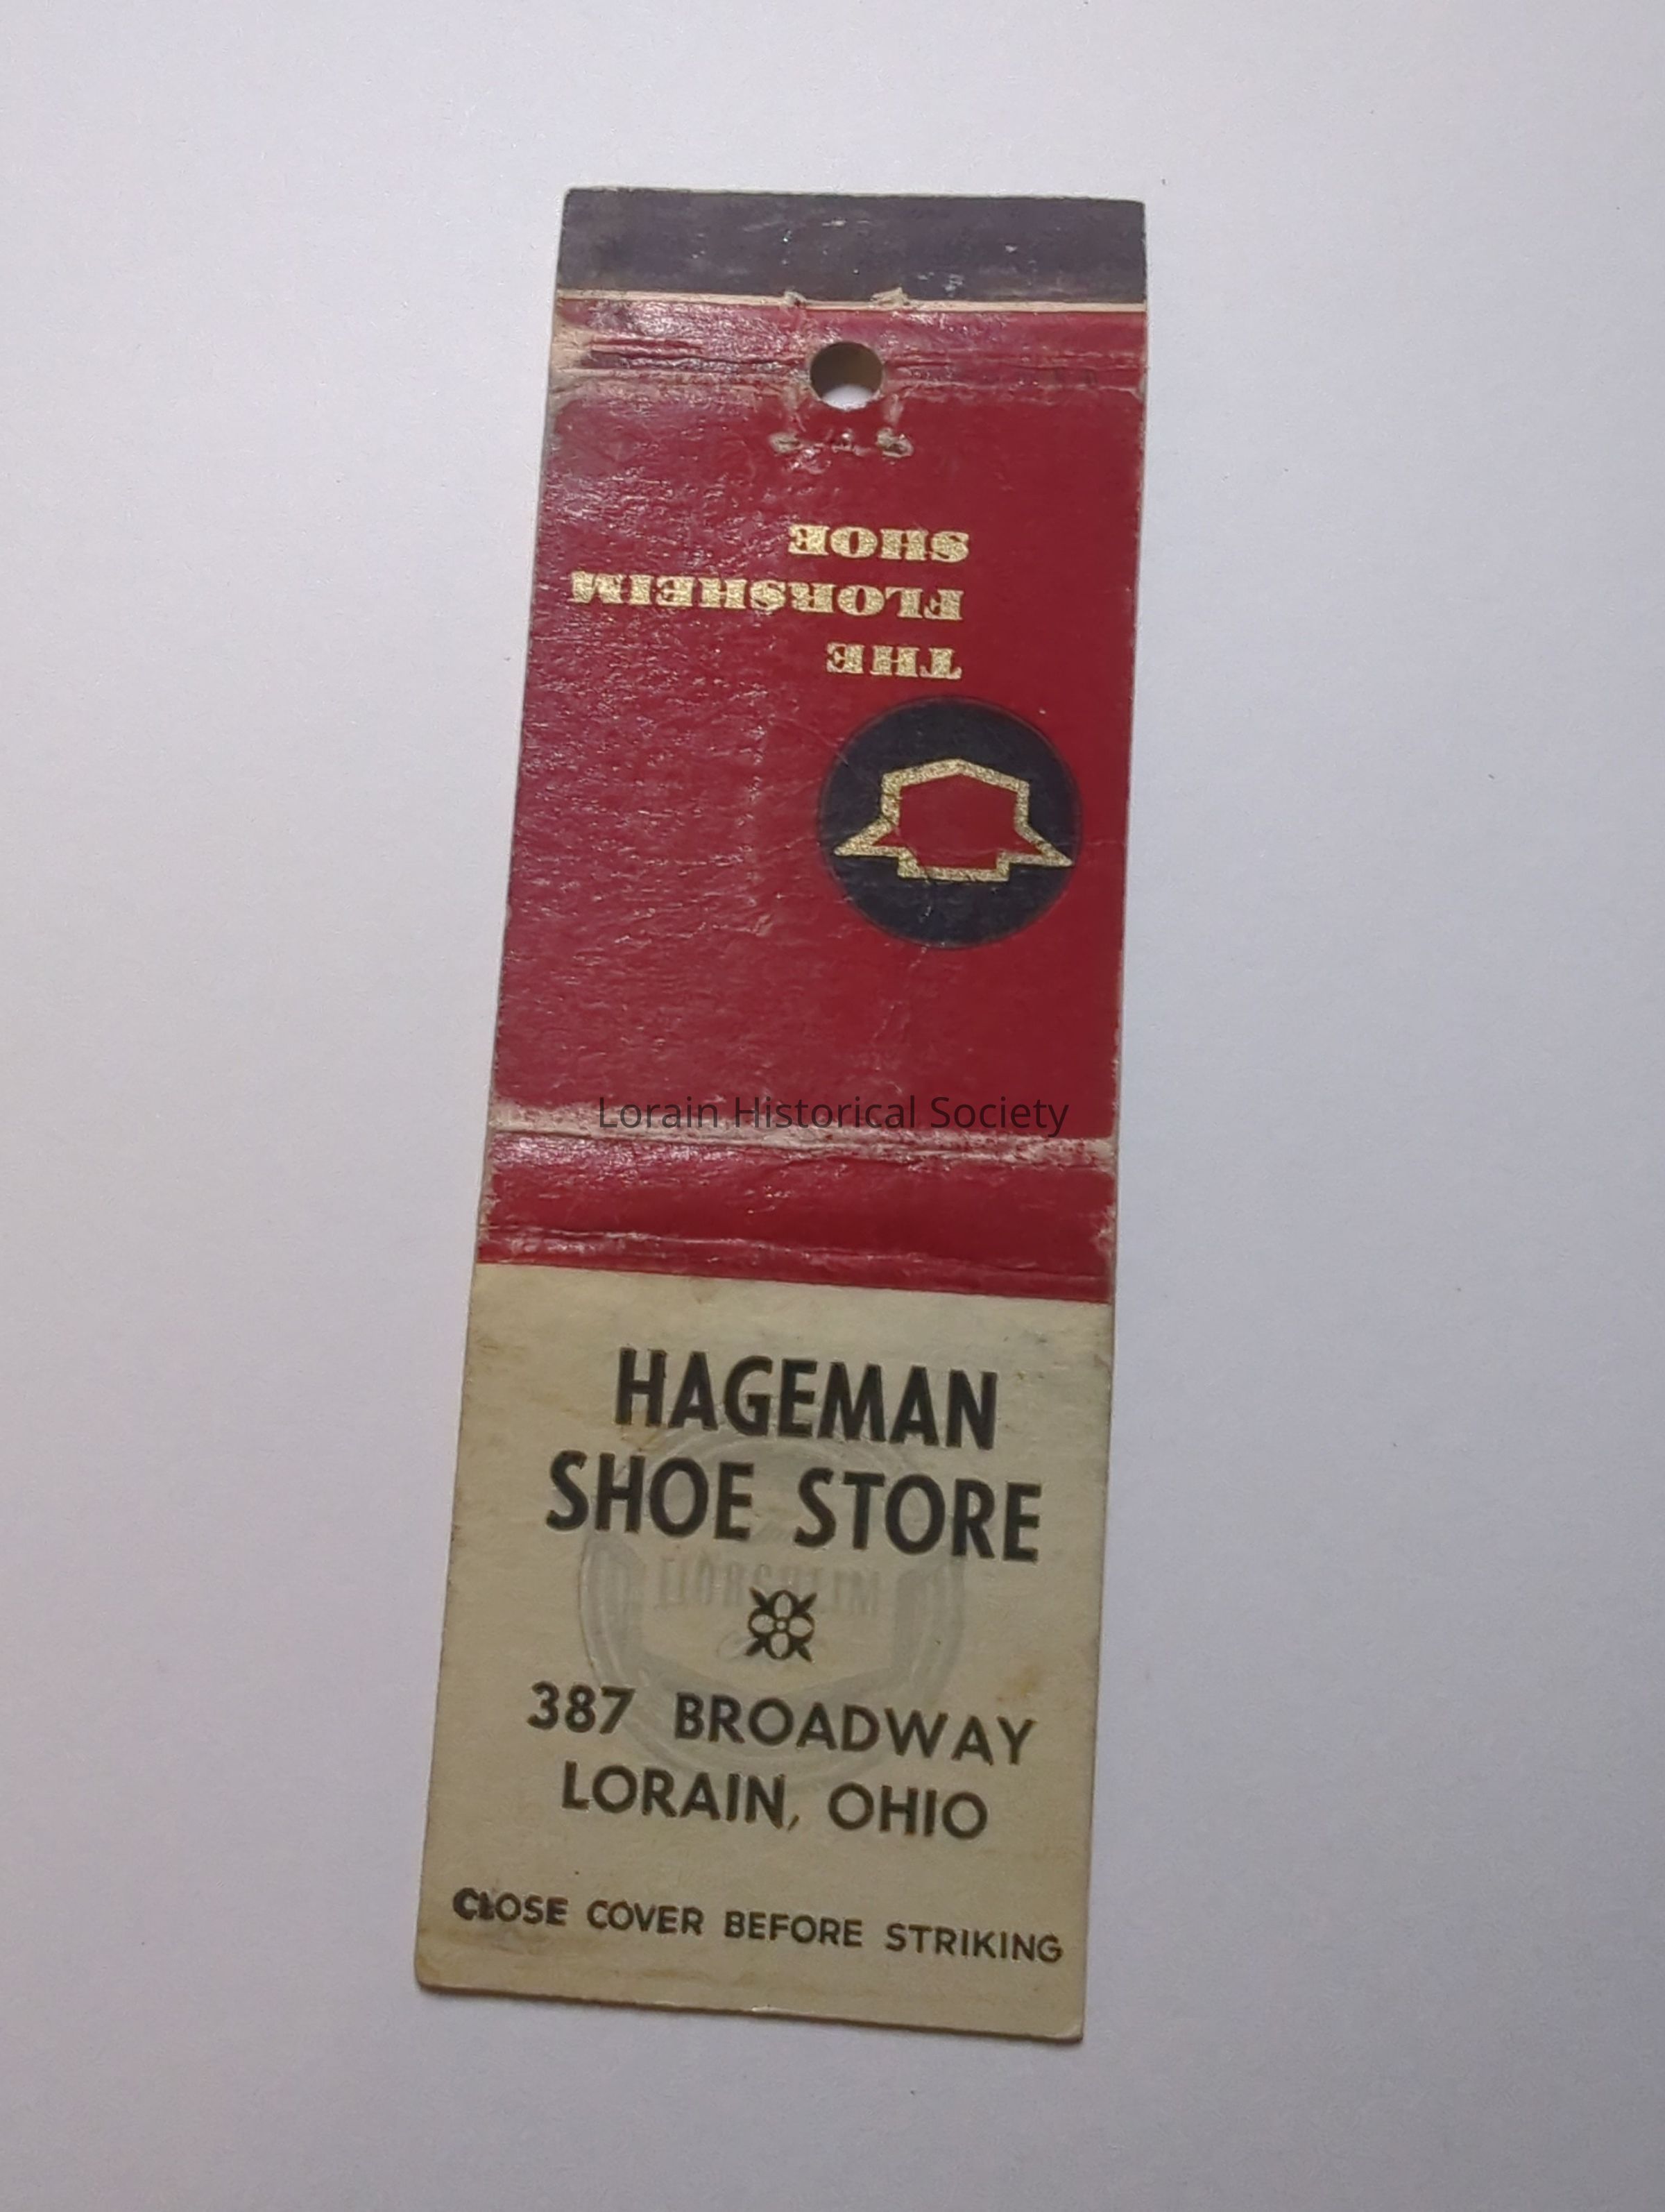 THE
FLORSHEIM
SHOE
Lorain Historical Society
HAGEMAN
SHOE STORE
387 BROADWAY
LORAIN, OHIO
CLOSE COVER BEFORE STRIKING